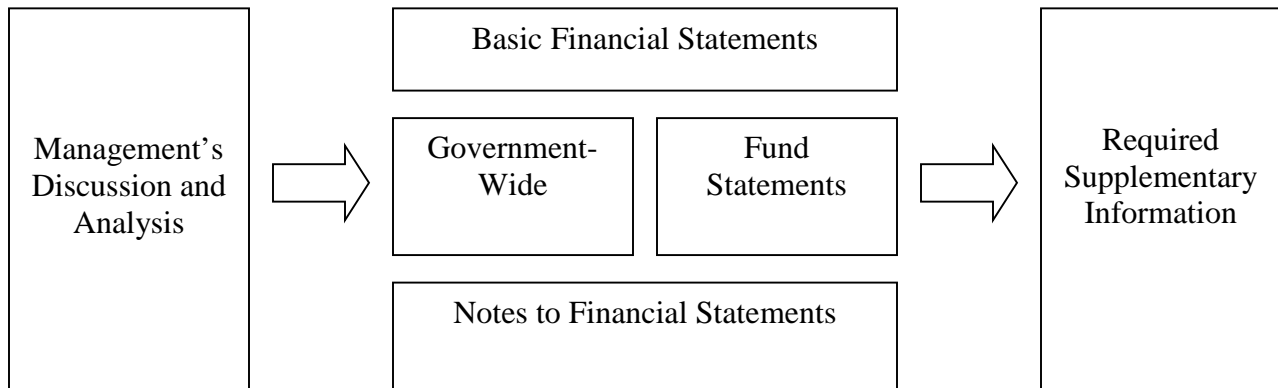 Management’s
Discussion and
Analysis
Basic Financial Statements
Government-
Wide
Fund
Statements
Notes to Financial Statements
Required
Supplementary
Information